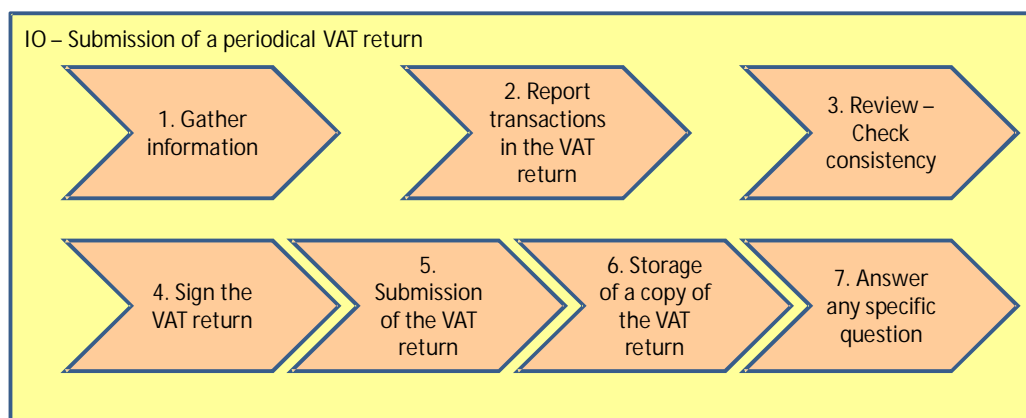 IO – Submission of a periodical VAT return
1. Gather
information
2. Report
transactions
in the VAT
return
3. Review –
Check
consistency
4. Sign the
VAT return
5.
Submission
of the VAT
return
6. Storage
of a copy of
the VAT
return
7. Answer
any specific
question